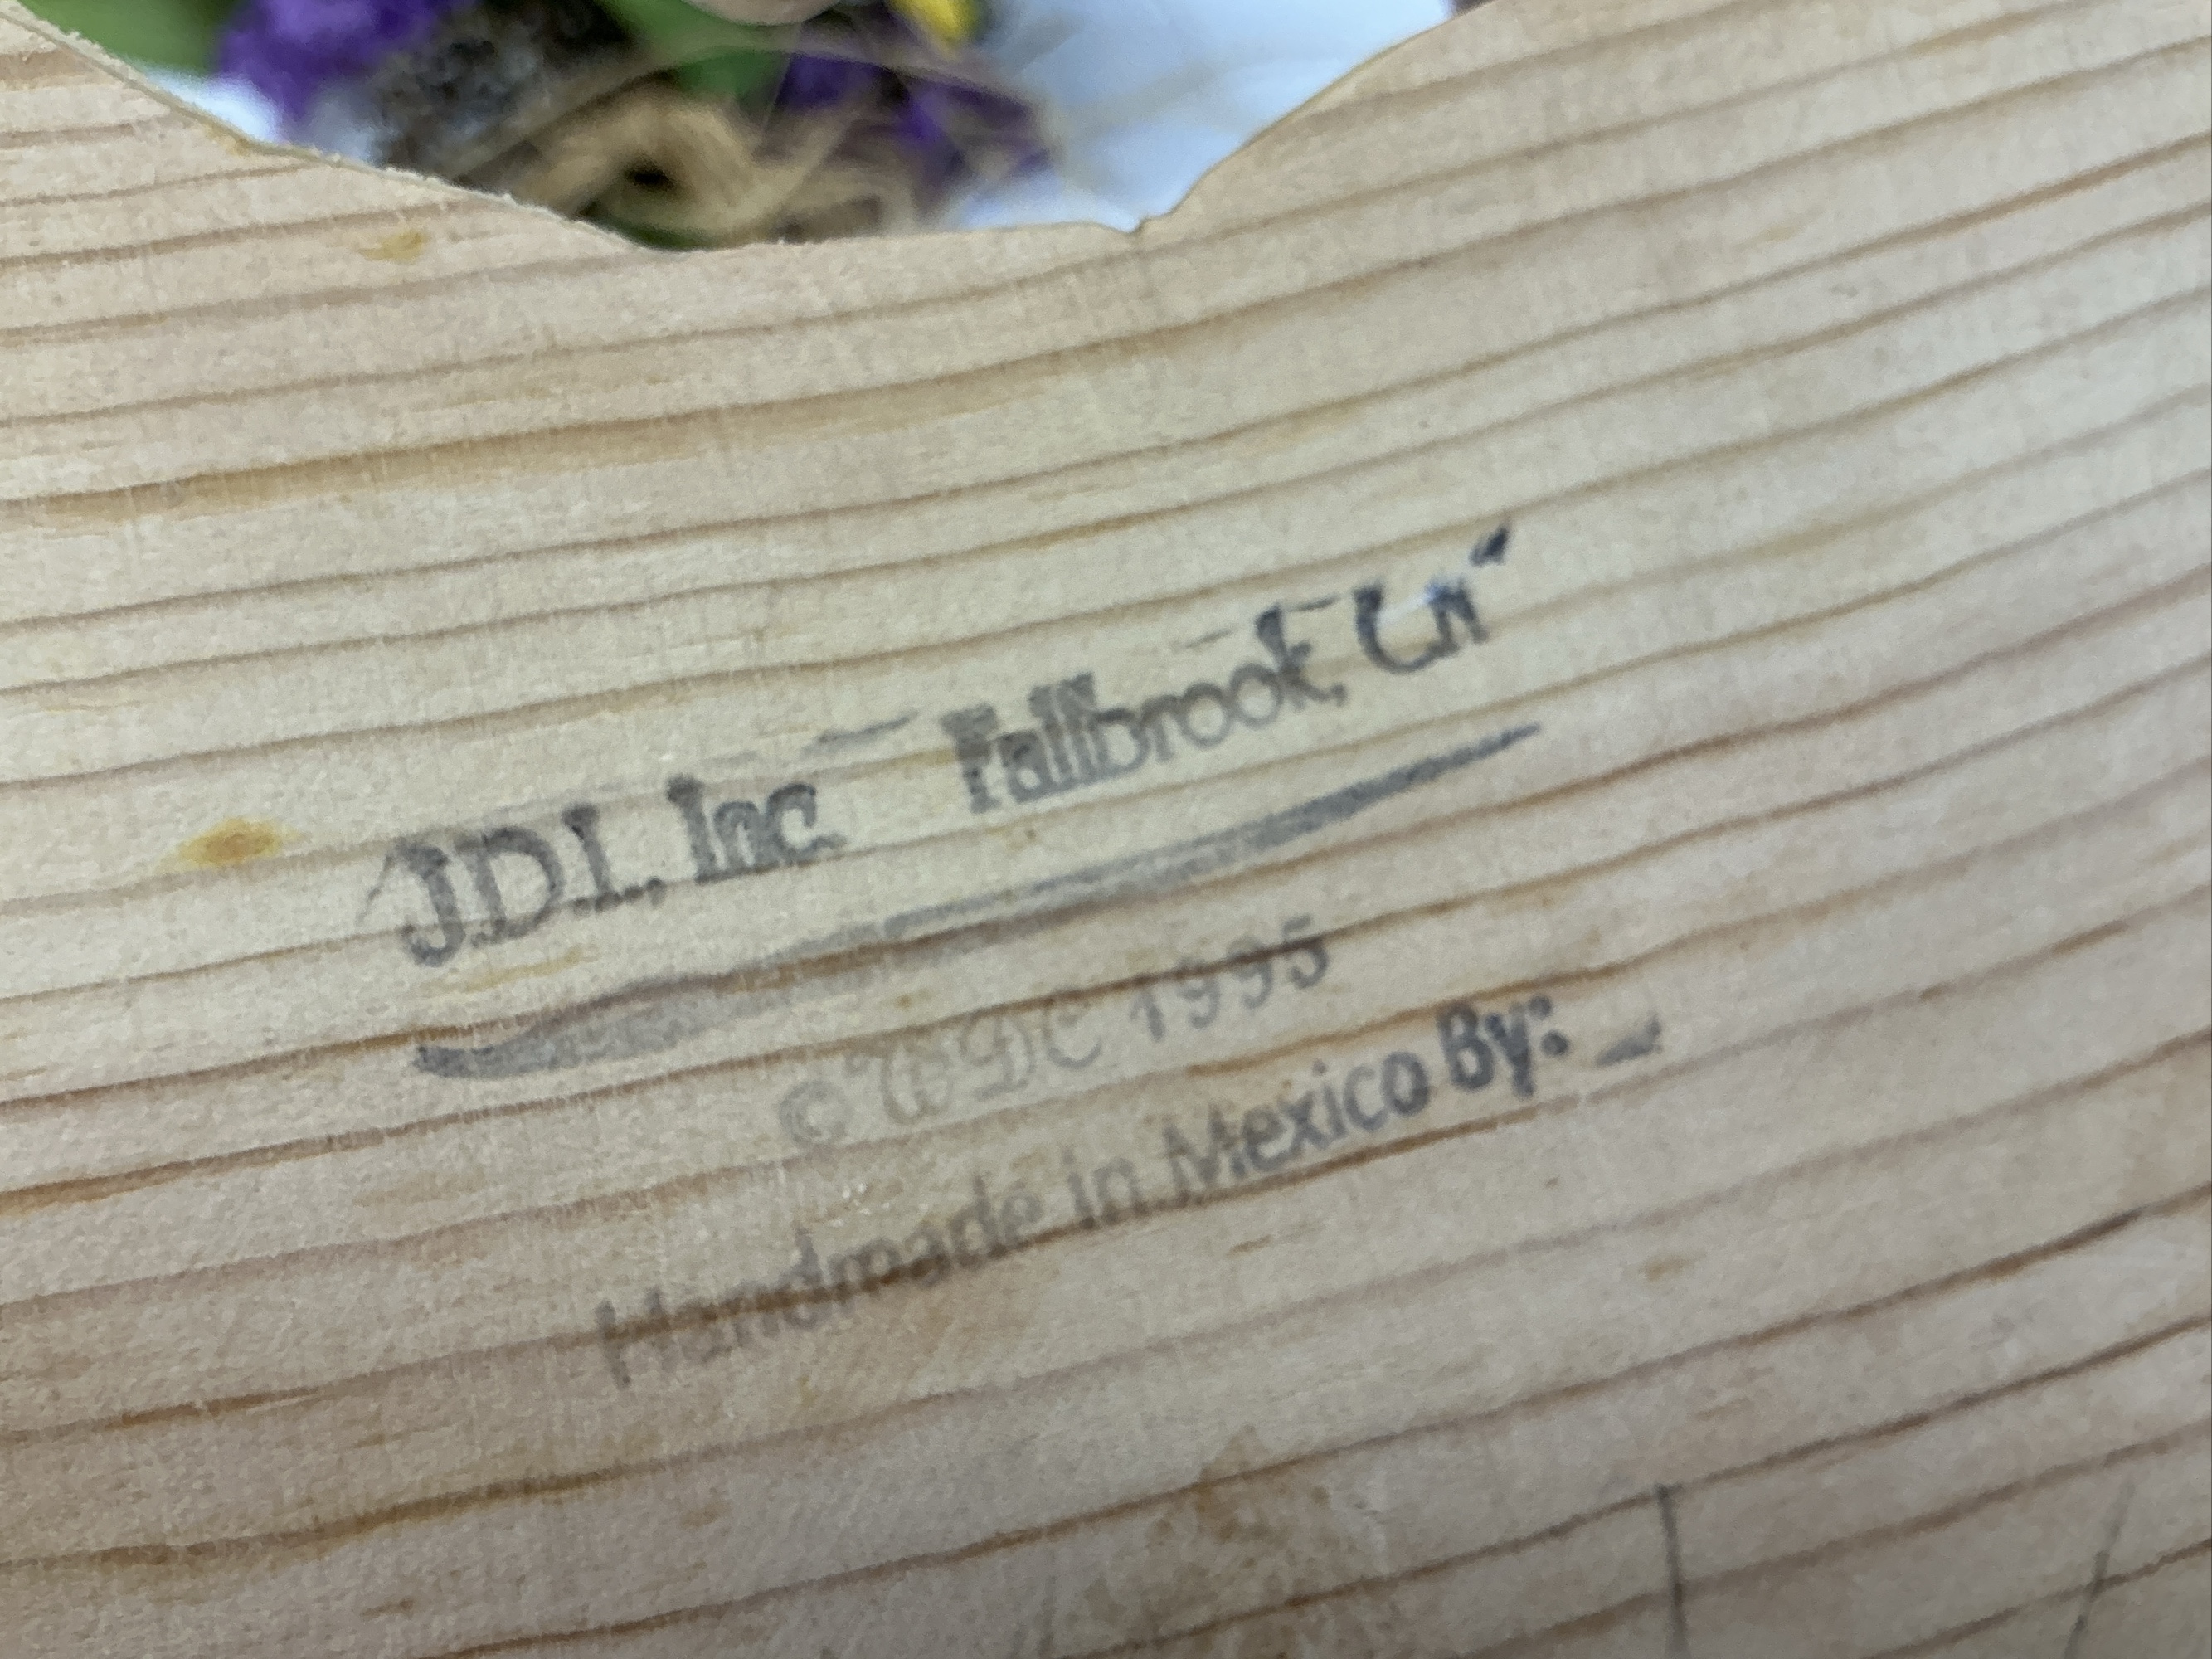 J.D.I., Inc. Fallbrook, CA
© WDC 1995
Handmade in Mexico By: